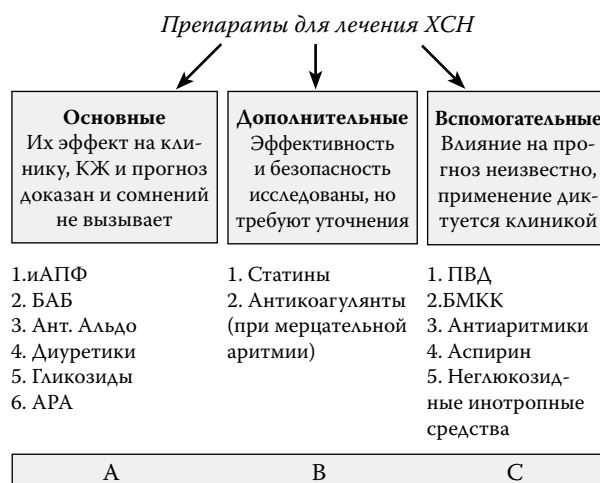 Препараты для лечения ХСН
Основные
Их эффект на кли-
нику, КЖ и прогноз
доказан и сомнений
не вызывает
Дополнительные
Эффективность
и безопасность
исследованы, но
требуют уточнения
Вспомогательные
Влияние на про-
гноз неизвестно,
применение дик-
туется клиникой
1.иАПФ
2. БАБ
3. Ант. Альдо
4. Диуретики
5. Гликозиды
6. АРА
1. Статины
2. Антикоагулянты
(при мерцательной
аритмии)
1. ПВД
2.БМКК
3. Антиаритмики
4. Аспирин
5. Неглюкозид-
ные инотропные
средства
A
B
C